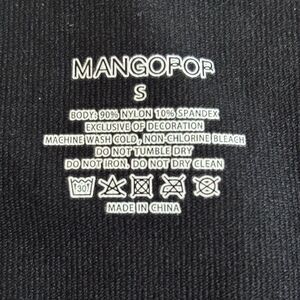 MANGOPOP
S
BODY: 90% NYLON 10% SPANDEX
EXCLUSIVE OF DECORATION
MACHINE WASH COLD, NON-CHLORINE BLEACH
DO NOT TUMBLE DRY
DO NOT IRON, DO NOT DRY CLEAN
30
MADE IN CHINA